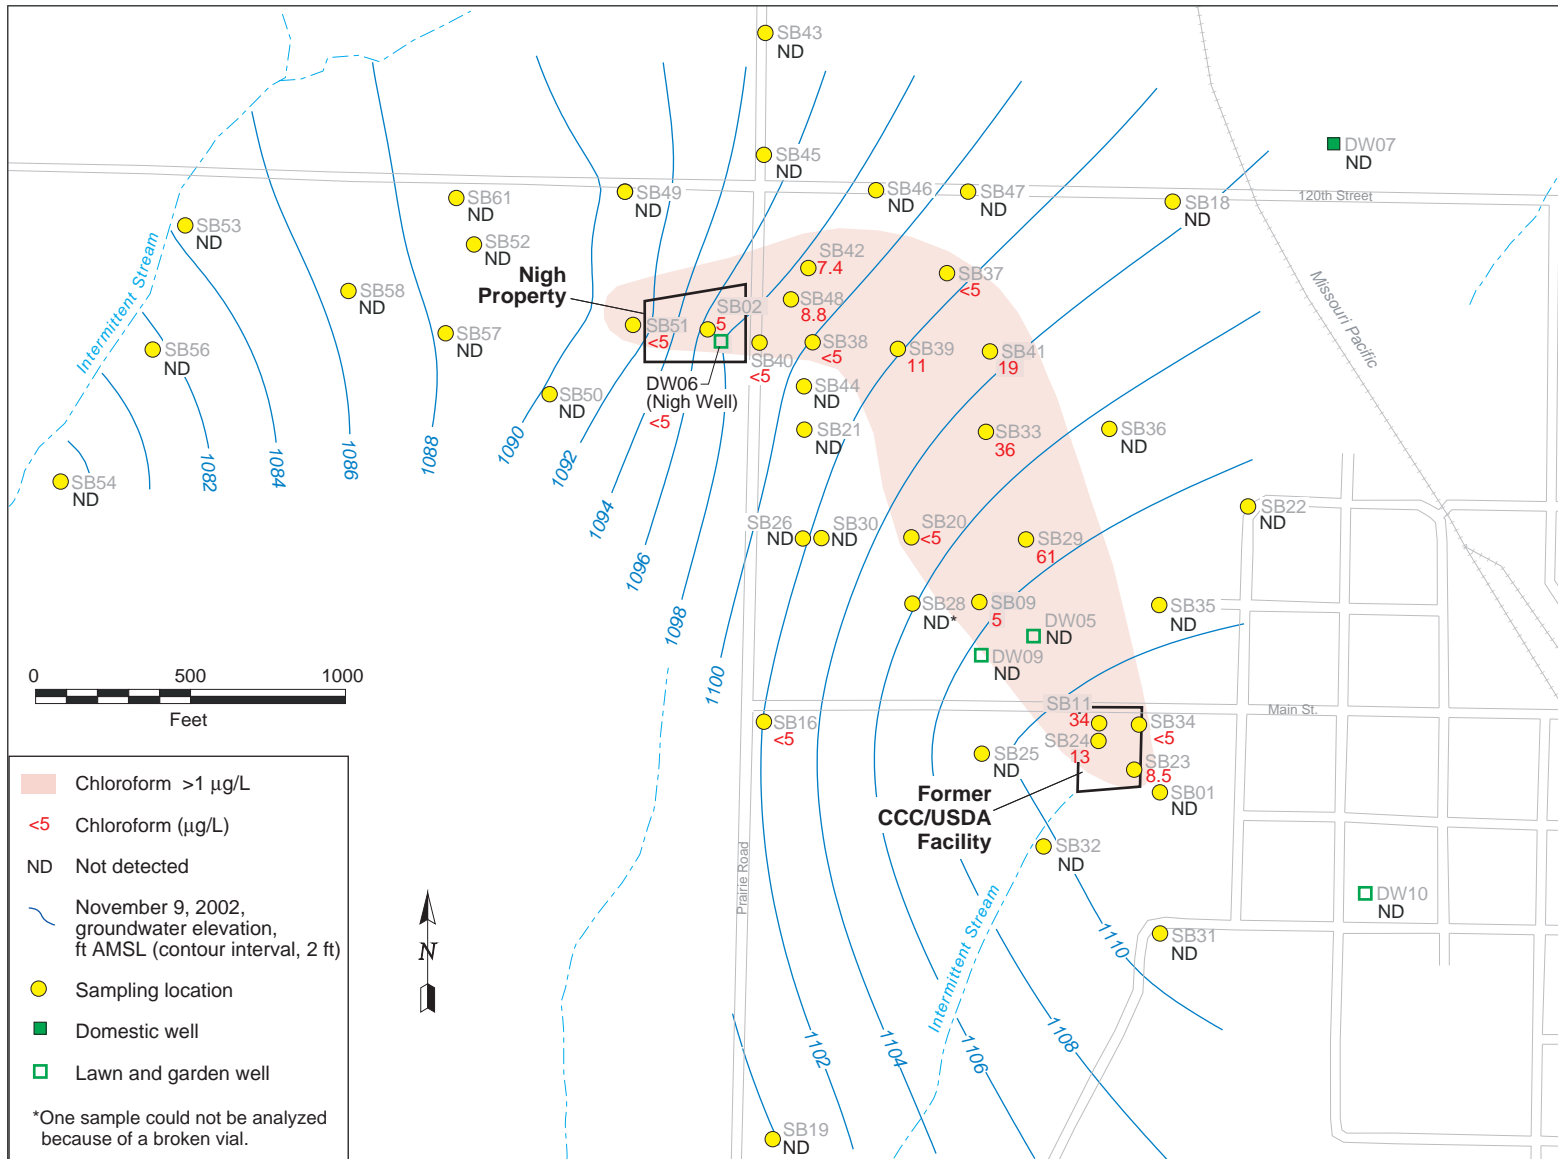 SB43
ND
SB45
ND
DW07
ND
SB61
ND
SB49
ND
SB46
ND
SB47
ND
SB18
ND
120th Street
SB53
ND
SB52
ND
Nigh
Property
SB42
7.4
SB37
<5
Intermittent Stream
SB58
ND
SB48
8.8
Missouri Pacific
SB02
5
SB51
<5
SB57
ND
SB56
ND
SB40
<5
SB38
<5
SB39
11
SB41
19
DW06
(Nigh Well)
<5
SB44
ND
SB50
ND
SB21
ND
SB33
36
SB36
ND
1082
1084
1086
1088
1090
1092
1094
1096
1098
1100
SB54
ND
SB22
ND
SB26
ND
SB30
ND
SB20
<5
SB29
61
SB28
ND*
SB09
5
SB35
ND
DW05
ND
DW09
ND
0 500 1000
Feet
Main St.
SB16
<5
SB11
34
SB34
<5
SB24
13
SB25
ND
SB23
8.5
SB01
ND
Former
CCC/USDA
Facility
SB32
ND
Prairie Road
DW10
ND
SB31
ND
Intermittent Stream
1102
1104
1106
1108
1110
SB19
ND
N
Chloroform >1 µg/L
<5 Chloroform (µg/L)
ND Not detected
November 9, 2002,
groundwater elevation,
ft AMSL (contour interval, 2 ft)
Sampling location
Domestic well
Lawn and garden well
*One sample could not be analyzed
because of a broken vial.